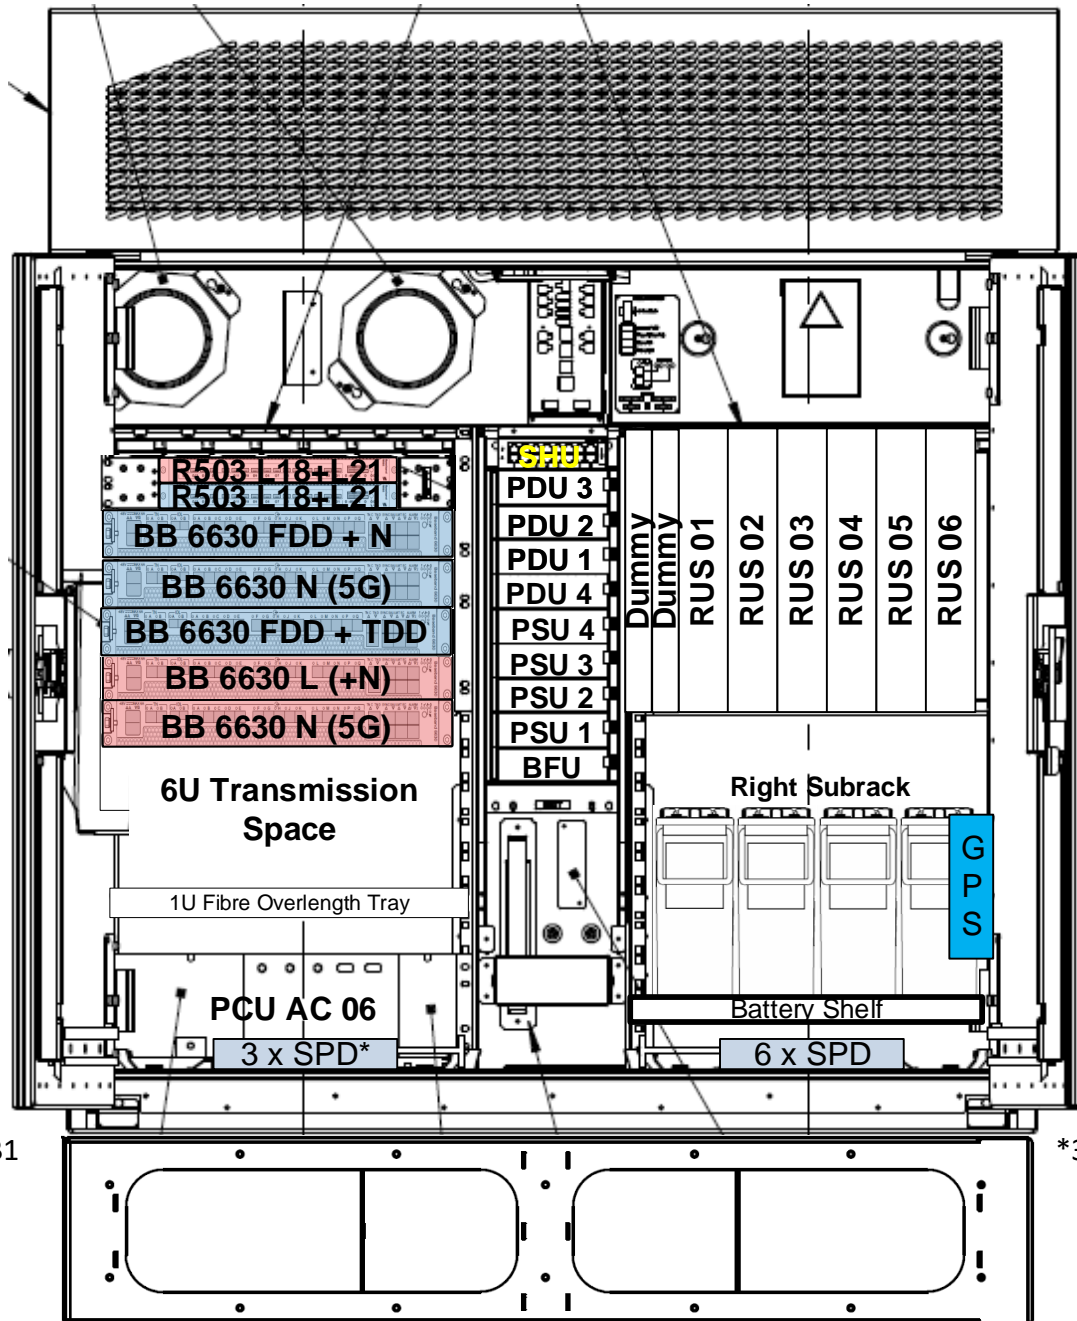 R503 L18+L21
R503 L18+L21
BB 6630 FDD + N
BB 6630 N (5G)
BB 6630 FDD + TDD
BB 6630 L (+N)
BB 6630 N (5G)
6U Transmission
Space
1U Fibre Overlength Tray
PCU AC 06
3 x SPD*
SHU
PDU 3
PDU 2
PDU 1
PDU 4
PSU 4
PSU 3
PSU 2
PSU 1
BFU
Dummy
Dummy
RUS 01
RUS 02
RUS 03
RUS 04
RUS 05
RUS 06
Right Subrack
GPS
Battery Shelf
6 x SPD